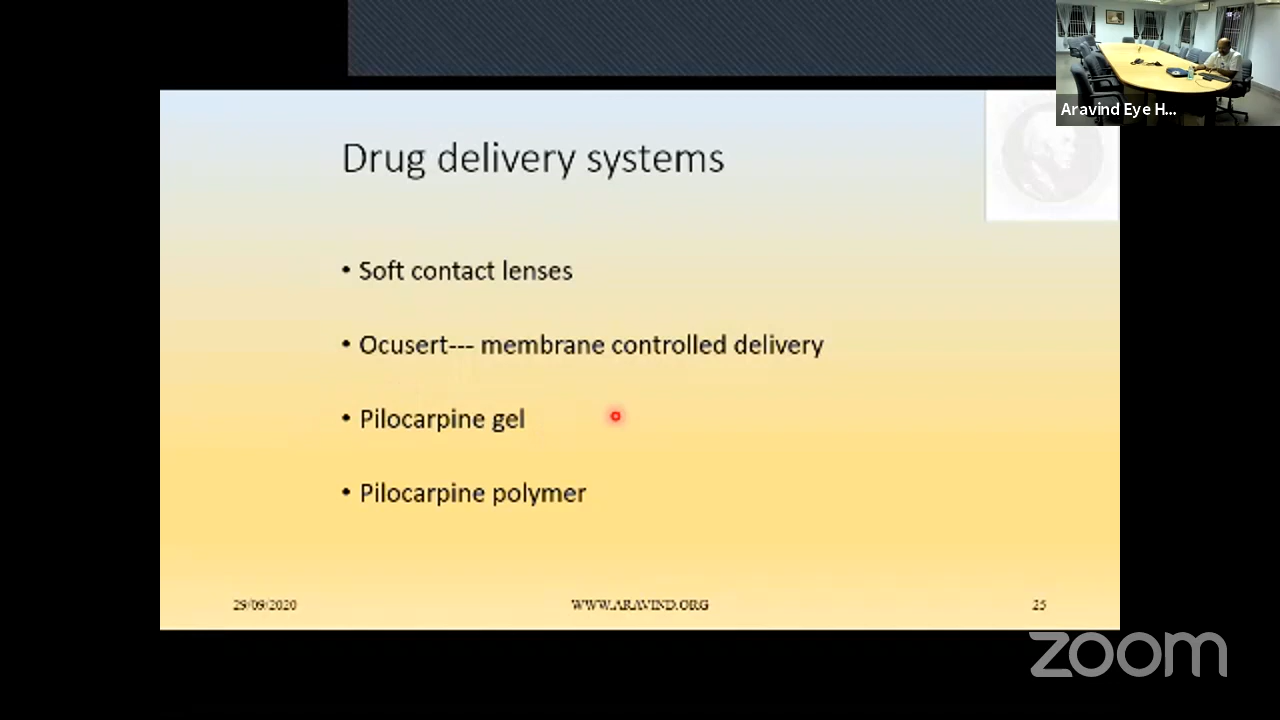 Aravind Eye H...
Drug delivery systems
• Soft contact lenses
• Ocusert--- membrane controlled delivery
• Pilocarpine gel
• Pilocarpine polymer
29/09/2020
WWW.ARAVIND.ORG
25
zoom